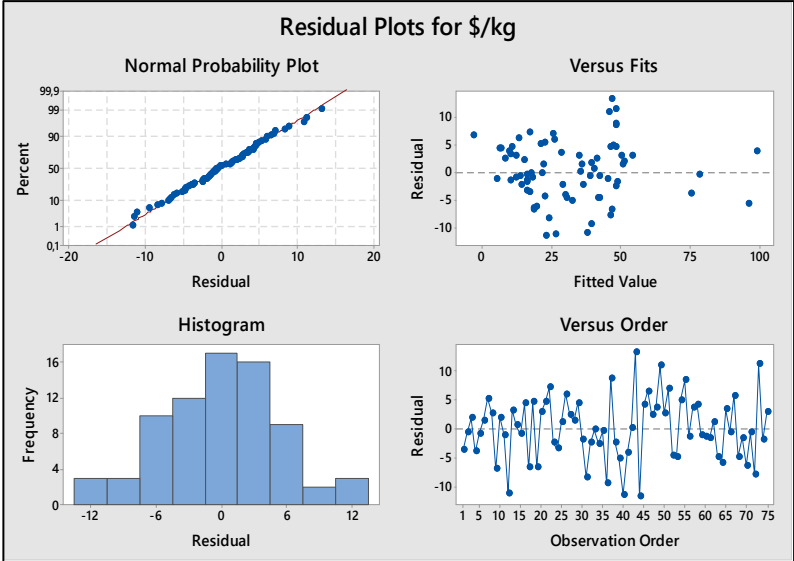 Residual Plots for $/kg
Normal Probability Plot
99,9
99
90
50
10
1
0,1
Percent
-20 -10 0 10 20
Residual
Versus Fits
10
5
0
-5
-10
Residual
0 25 50 75 100
Fitted Value
Histogram
16
12
8
4
0
Frequency
-12 -6 0 6 12
Residual
Versus Order
10
5
0
-5
-10
Residual
1 5 10 15 20 25 30 35 40 45 50 55 60 65 70 75
Observation Order